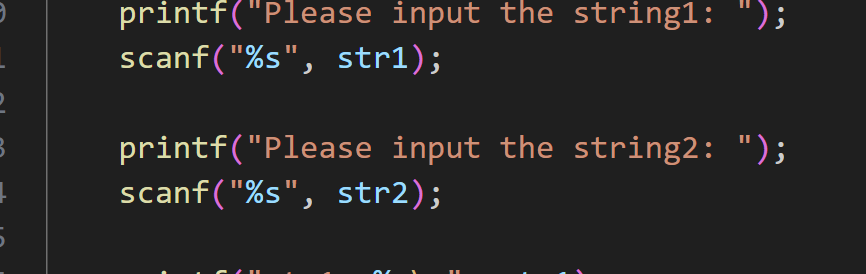 printf("Please input the string1: ");
scanf("%s", str1);
printf("Please input the string2: ");
scanf("%s", str2);